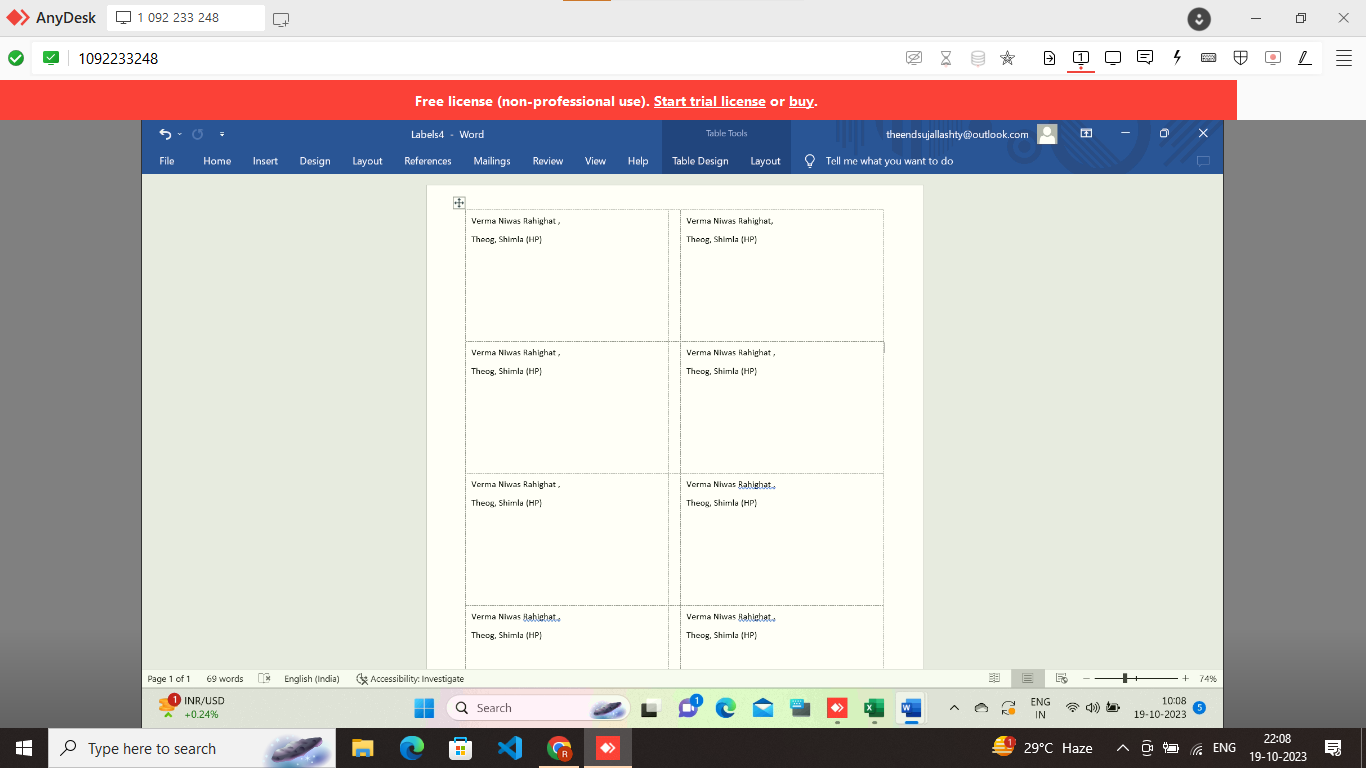 AnyDesk
1 092 233 248
1092233248
1
Free license (non-professional use). Start trial license or buy.
Labels4 - Word
Table Tools
theendsujallashty@outlook.com
File Home Insert Design Layout References Mailings Review View Help Table Design Layout Tell me what you want to do
Verma Niwas Rahighat ,
Theog, Shimla (HP)
Verma Niwas Rahighat,
Theog, Shimla (HP)
Verma Niwas Rahighat ,
Theog, Shimla (HP)
Verma Niwas Rahighat ,
Theog, Shimla (HP)
Verma Niwas Rahighat ,
Theog, Shimla (HP)
Verma Niwas Rahighat ,
Theog, Shimla (HP)
Verma Niwas Rahighat ,
Theog, Shimla (HP)
Verma Niwas Rahighat ,
Theog, Shimla (HP)
Page 1 of 1 69 words English (India) Accessibility: Investigate
74%
1
INR/USD
+0.24%
Search
1
ENG
IN
10:08
19-10-2023
5
Type here to search
1
29°C Haze
ENG
22:08
19-10-2023